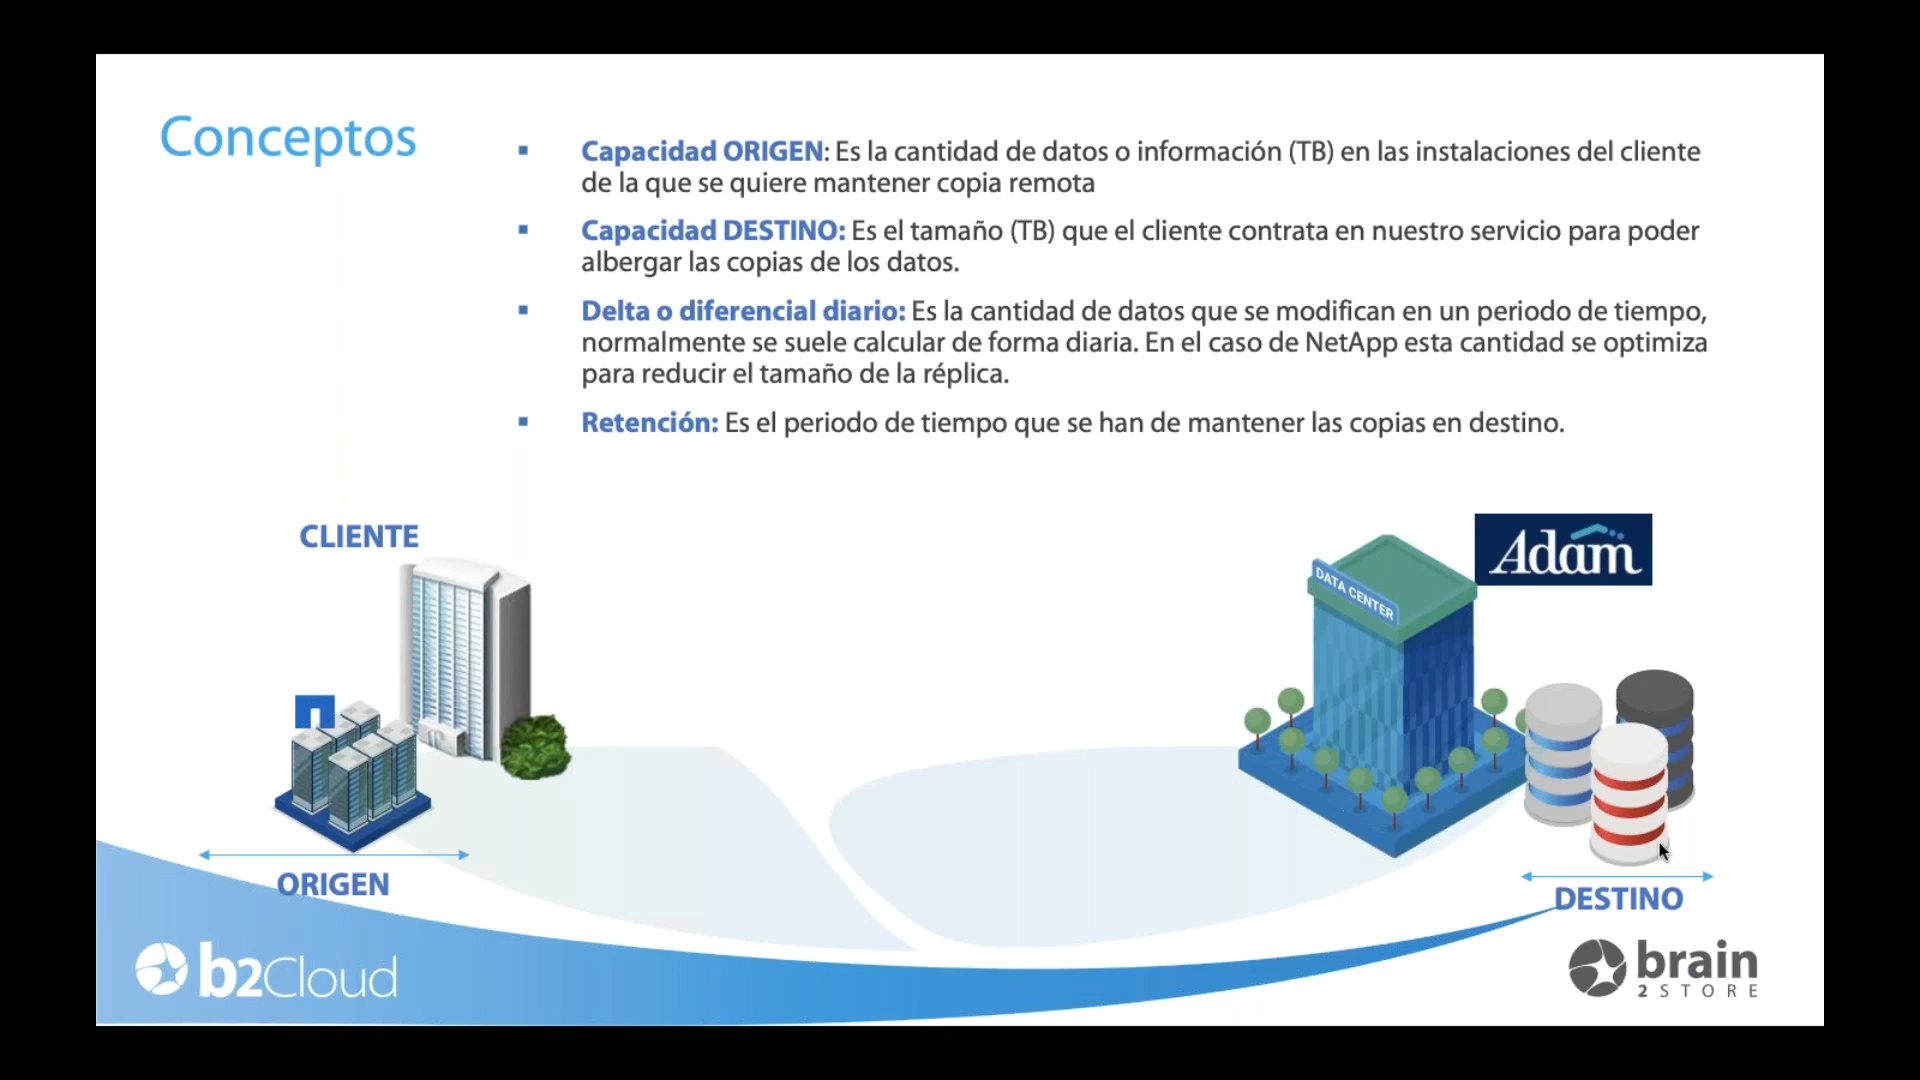 Conceptos
▪ Capacidad ORIGEN: Es la cantidad de datos o información (TB) en las instalaciones del cliente
de la que se quiere mantener copia remota
▪ Capacidad DESTINO: Es el tamaño (TB) que el cliente contrata en nuestro servicio para poder
albergar las copias de los datos.
▪ Delta o diferencial diario: Es la cantidad de datos que se modifican en un periodo de tiempo,
normalmente se suele calcular de forma diaria. En el caso de NetApp esta cantidad se optimiza
para reducir el tamaño de la réplica.
▪ Retención: Es el periodo de tiempo que se han de mantener las copias en destino.
CLIENTE
Adam
DATA CENTER
ORIGEN
DESTINO
b2Cloud
brain
2 STORE